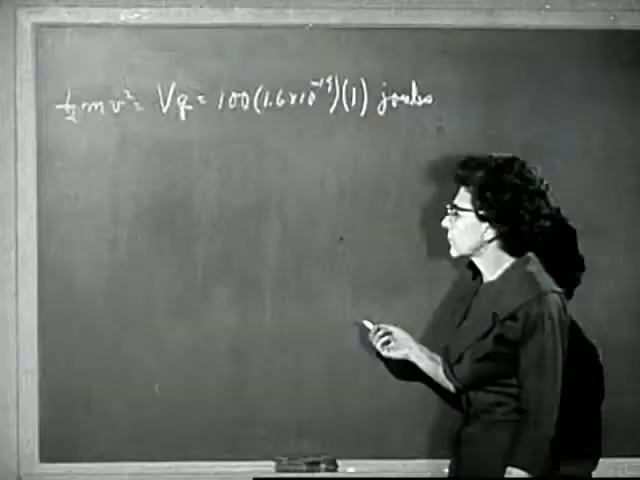 ½mv² = Vq = 100(1.6×10⁻¹⁹)(1) joules